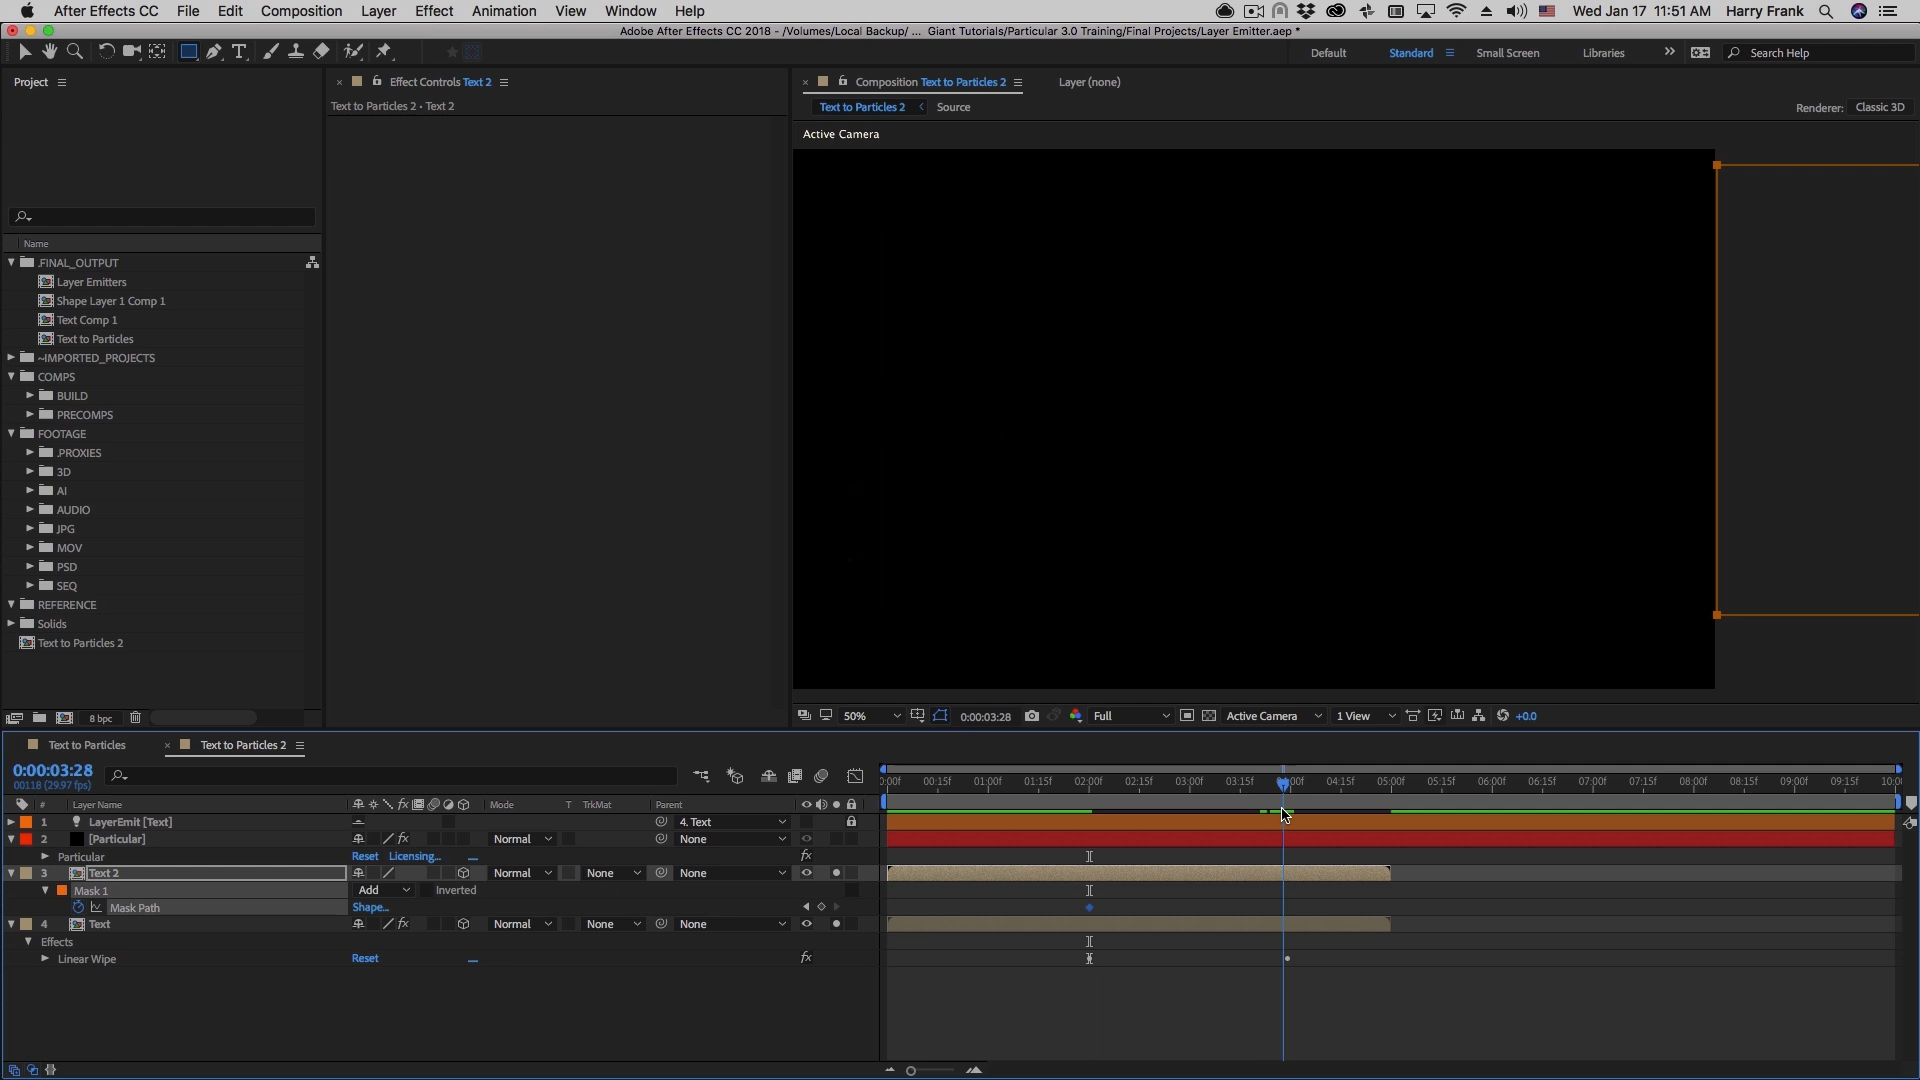 After Effects CC File Edit Composition Layer Effect Animation View Window Help Wed Jan 17 11:51 AM Harry Frank
Adobe After Effects CC 2018 - /Volumes/Local Backup/ ... Giant Tutorials/Particular 3.0 Training/Final Projects/Layer Emitter.aep *
Default Standard Small Screen Libraries Search Help
Project
Effect Controls Text 2
Composition Text to Particles 2
Layer (none)
Text to Particles 2 • Text 2
Text to Particles 2 Source
Renderer: Classic 3D
Active Camera
Name
.FINAL_OUTPUT
Layer Emitters
Shape Layer 1 Comp 1
Text Comp 1
Text to Particles
~IMPORTED_PROJECTS
COMPS
BUILD
PRECOMPS
FOOTAGE
.PROXIES
3D
AI
AUDIO
JPG
MOV
PSD
SEQ
REFERENCE
Solids
Text to Particles 2
8 bpc
50% 0:00:03:28 Full Active Camera 1 View +0.0
Text to Particles Text to Particles 2
0:00:03:28
00118 (29.97 fps)
0:00f 00:15f 01:00f 01:15f 02:00f 02:15f 03:00f 03:15f 04:15f 05:00f 05:15f 06:00f 06:15f 07:00f 07:15f 08:00f 08:15f 09:00f 09:15f 10:00
# Layer Name Mode T TrkMat Parent
1 LayerEmit [Text] 4. Text
2 [Particular] Normal None
Particular Reset Licensing...
3 Text 2 Normal None None
Mask 1 Add Inverted
Mask Path Shape...
4 Text Normal None None
Effects
Linear Wipe Reset